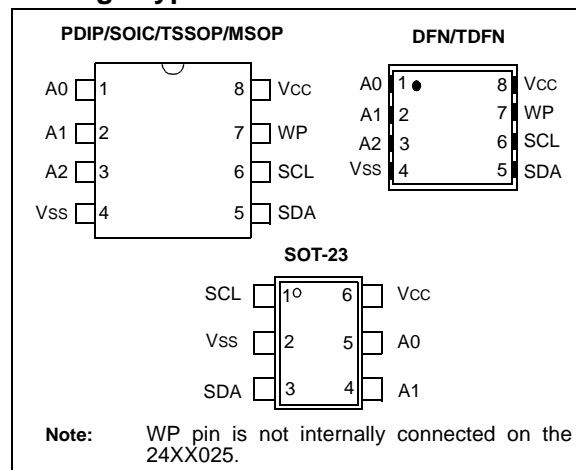 PDIP/SOIC/TSSOP/MSOP
A0 1 8 VCC
A1 2 7 WP
A2 3 6 SCL
VSS 4 5 SDA
DFN/TDFN
A0 1 8 VCC
A1 2 7 WP
A2 3 6 SCL
VSS 4 5 SDA
SOT-23
SCL 1 6 VCC
VSS 2 5 A0
SDA 3 4 A1
Note: WP pin is not internally connected on the
24XX025.